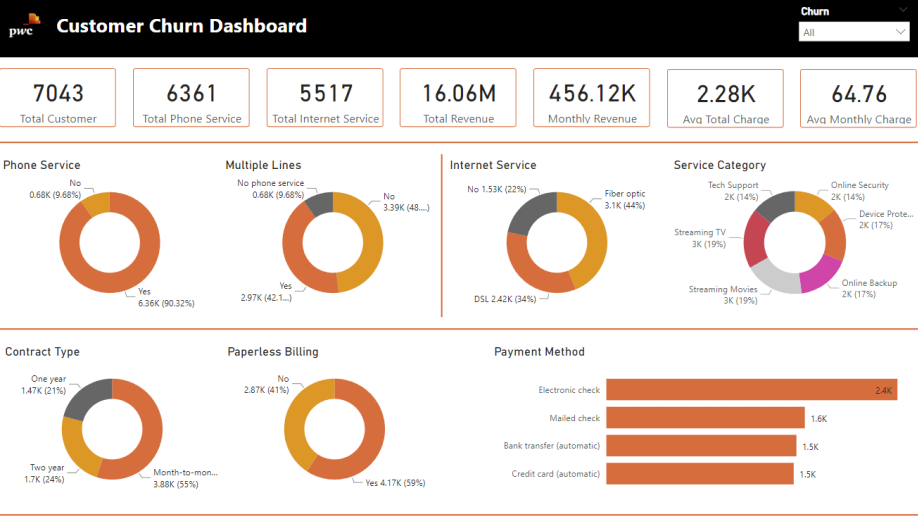 pwc
Customer Churn Dashboard
Churn
All
7043
Total Customer
6361
Total Phone Service
5517
Total Internet Service
16.06M
Total Revenue
456.12K
Monthly Revenue
2.28K
Avg Total Charge
64.76
Avg Monthly Charge
Phone Service
No
0.68K (9.68%)
Yes
6.36K (90.32%)
Multiple Lines
No phone service
0.68K (9.68%)
No
3.39K (48....)
Yes
2.97K (42.1...)
Internet Service
No 1.53K (22%)
Fiber optic
3.1K (44%)
DSL 2.42K (34%)
Service Category
Tech Support
2K (14%)
Online Security
2K (14%)
Device Prote...
2K (17%)
Streaming TV
3K (19%)
Streaming Movies
3K (19%)
Online Backup
2K (17%)
Contract Type
One year
1.47K (21%)
Two year
1.7K (24%)
Month-to-mon...
3.88K (55%)
Paperless Billing
No
2.87K (41%)
Yes 4.17K (59%)
Payment Method
Electronic check
2.4K
Mailed check
1.6K
Bank transfer (automatic)
1.5K
Credit card (automatic)
1.5K